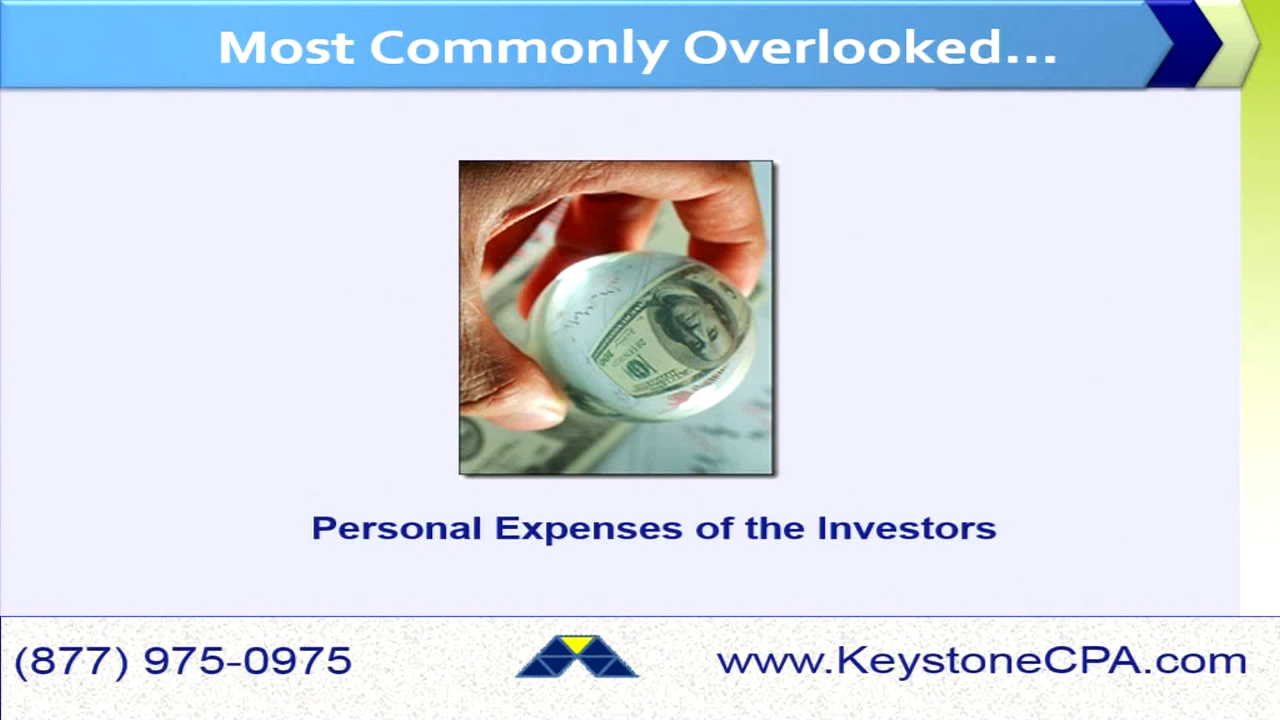 Most Commonly Overlooked...
Personal Expenses of the Investors
(877) 975-0975
www.KeystoneCPA.com